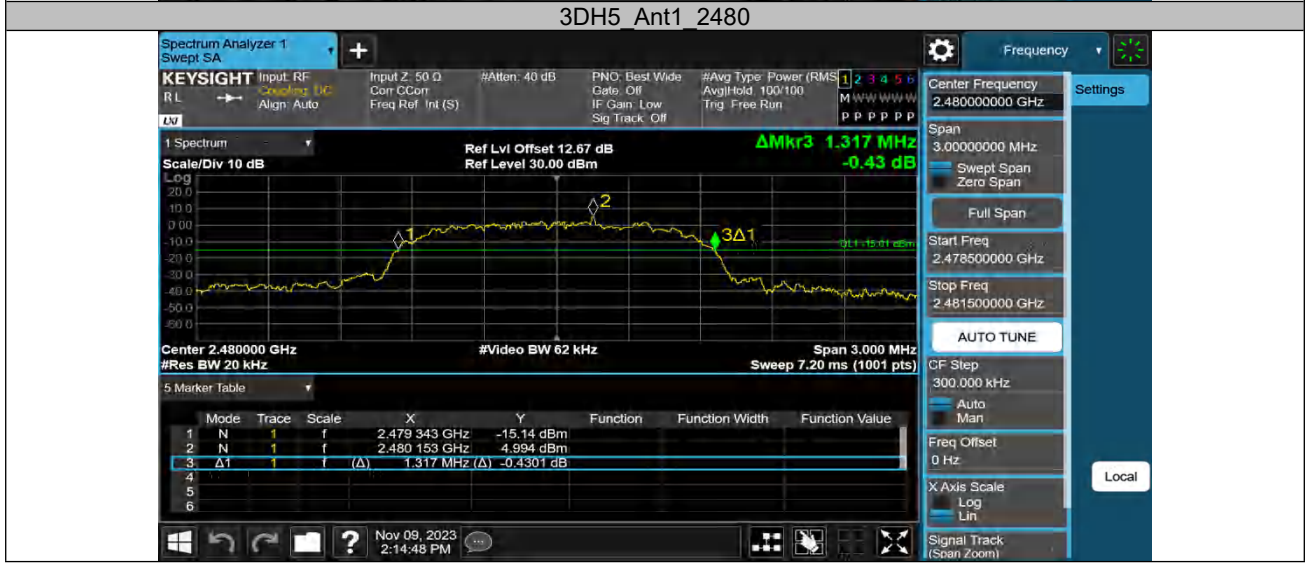 3DH5_Ant1_2480
Spectrum Analyzer 1
Swept SA
+
Frequency
KEYSIGHT Input: RF Input Z: 50 Ω #Atten: 40 dB PNO: Best Wide #Avg Type: Power (RMS 1 2 3 4 5 6
RL Coupling: DC Corr CCorr Gate: Off Avg|Hold: 100/100 M W W W W W
Align: Auto Freq Ref: Int (S) IF Gain: Low Trig: Free Run
Sig Track: Off P P P P P P
LXI
Settings
1 Spectrum
Scale/Div 10 dB
Ref Lvl Offset 12.67 dB
Ref Level 30.00 dBm
ΔMkr3 1.317 MHz
-0.43 dB
Log
20.0
10.0
0.00
-10.0
-20.0
-30.0
-40.0
-50.0
-60.0
1
2
3Δ1
DL1 -15.01 dBm
Center 2.480000 GHz #Video BW 62 kHz Span 3.000 MHz
#Res BW 20 kHz Sweep 7.20 ms (1001 pts)
5 Marker Table
Mode Trace Scale X Y Function Function Width Function Value
1 N 1 f 2.479 343 GHz -15.14 dBm
2 N 1 f 2.480 153 GHz 4.994 dBm
3 Δ1 1 f (Δ) 1.317 MHz (Δ) -0.4301 dB
4
5
6
Center Frequency
2.480000000 GHz
Span
3.00000000 MHz
Swept Span
Zero Span
Full Span
Start Freq
2.478500000 GHz
Stop Freq
2.481500000 GHz
AUTO TUNE
CF Step
300.000 kHz
Auto
Man
Freq Offset
0 Hz
X Axis Scale
Log
Lin
Signal Track
(Span Zoom)
Local
?
Nov 09, 2023
2:14:48 PM